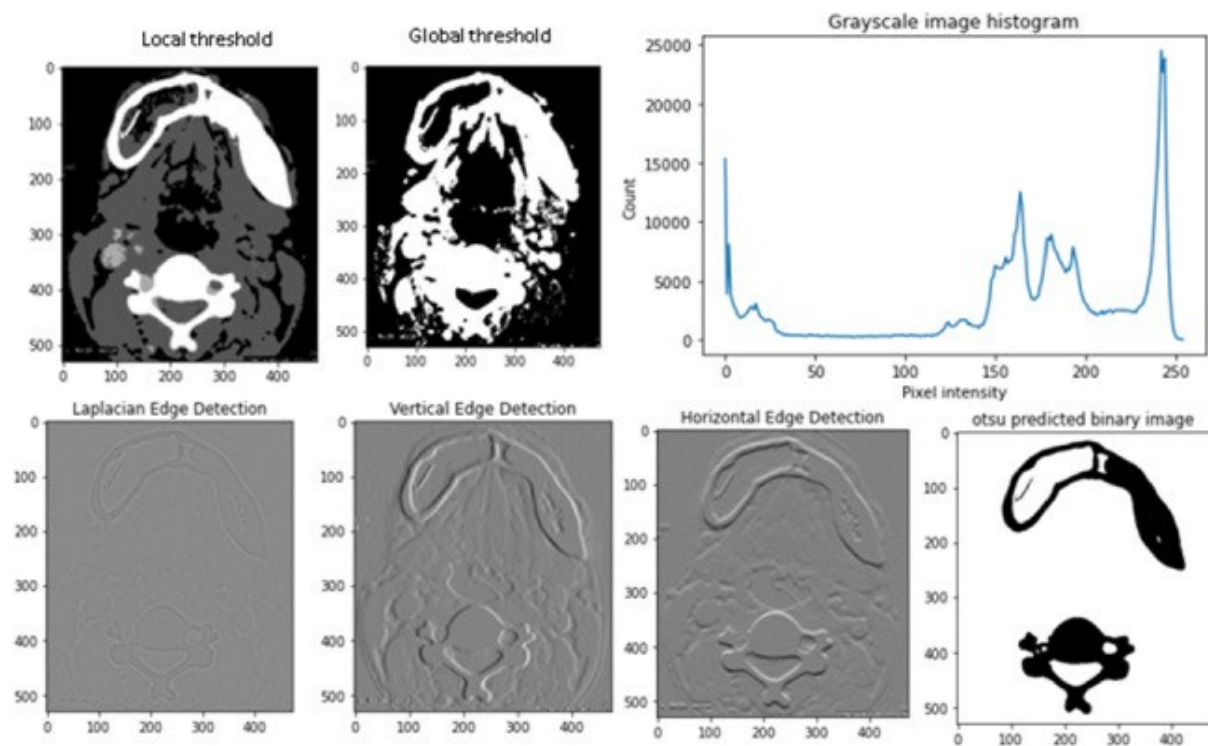 Local threshold
0
100
200
300
400
500
0 100 200 300 400
Global threshold
0
100
200
300
400
500
0 100 200 300 400
Grayscale image histogram
Count
25000
20000
15000
10000
5000
0
0 50 100 150 200 250
Pixel intensity
Laplacian Edge Detection
0
100
200
300
400
500
0 100 200 300 400
Vertical Edge Detection
0
100
200
300
400
500
0 100 200 300 400
Horizontal Edge Detection
0
100
200
300
400
500
0 100 200 300 400
otsu predicted binary image
0
100
200
300
400
500
0 100 200 300 400